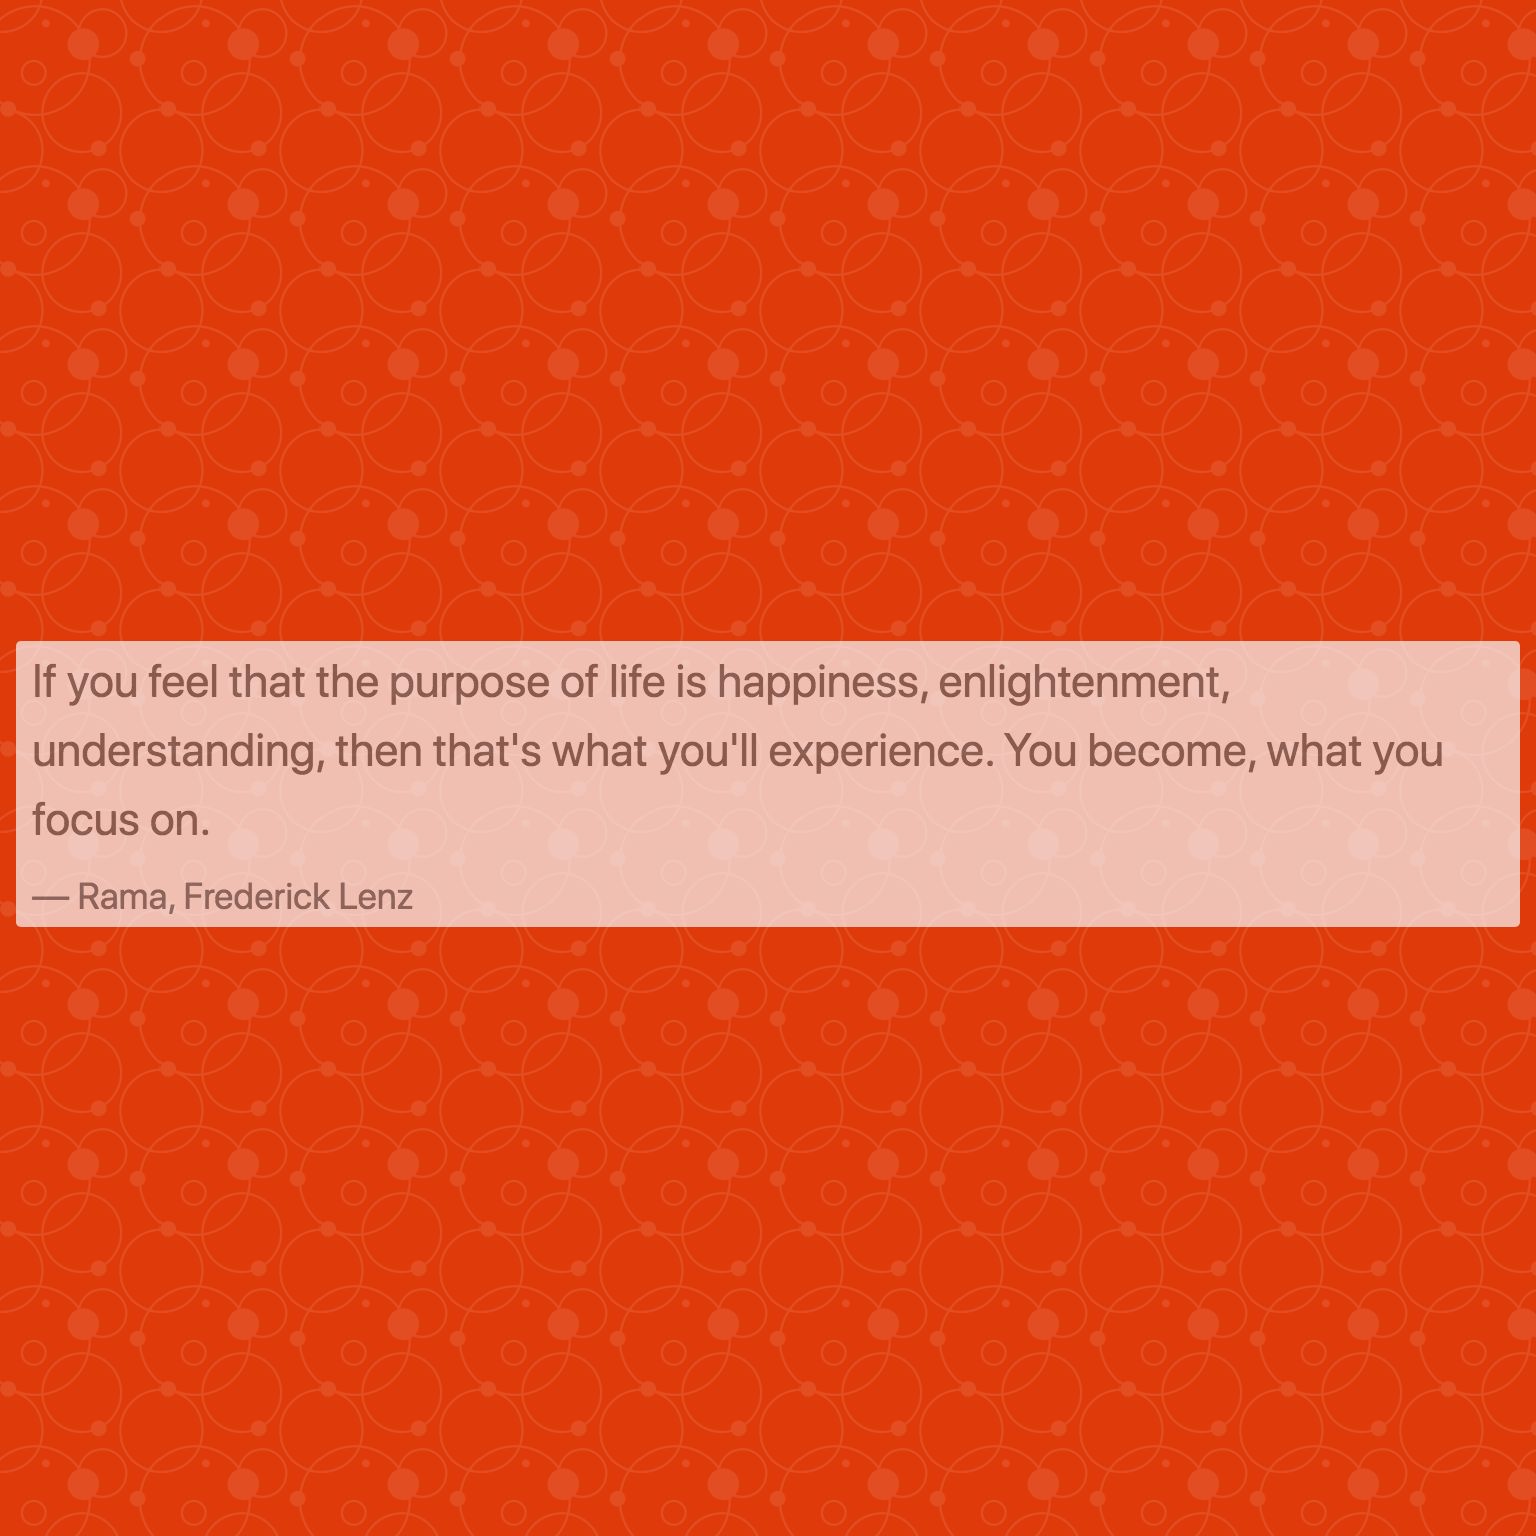 If you feel that the purpose of life is happiness, enlightenment,
understanding, then that's what you'll experience. You become, what you
focus on.
— Rama, Frederick Lenz